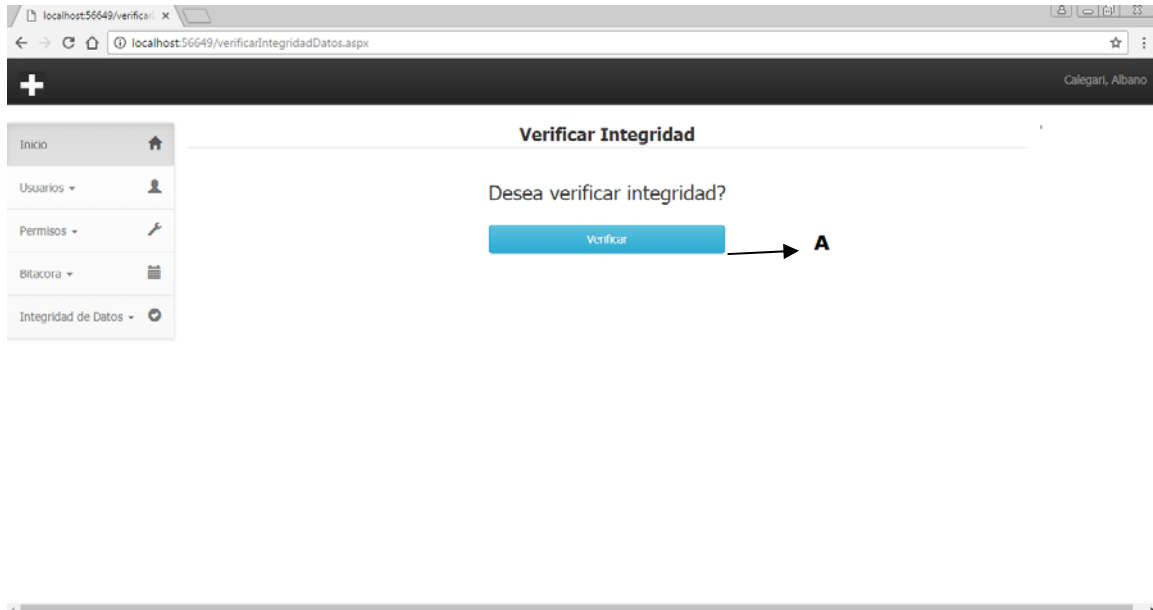 localhost:56649/verificar
localhost:56649/verificarIntegridadDatos.aspx
Calegari, Albano
Verificar Integridad
Inicio
Usuarios
Desea verificar integridad?
Permisos
Verificar
A
Bitacora
Integridad de Datos